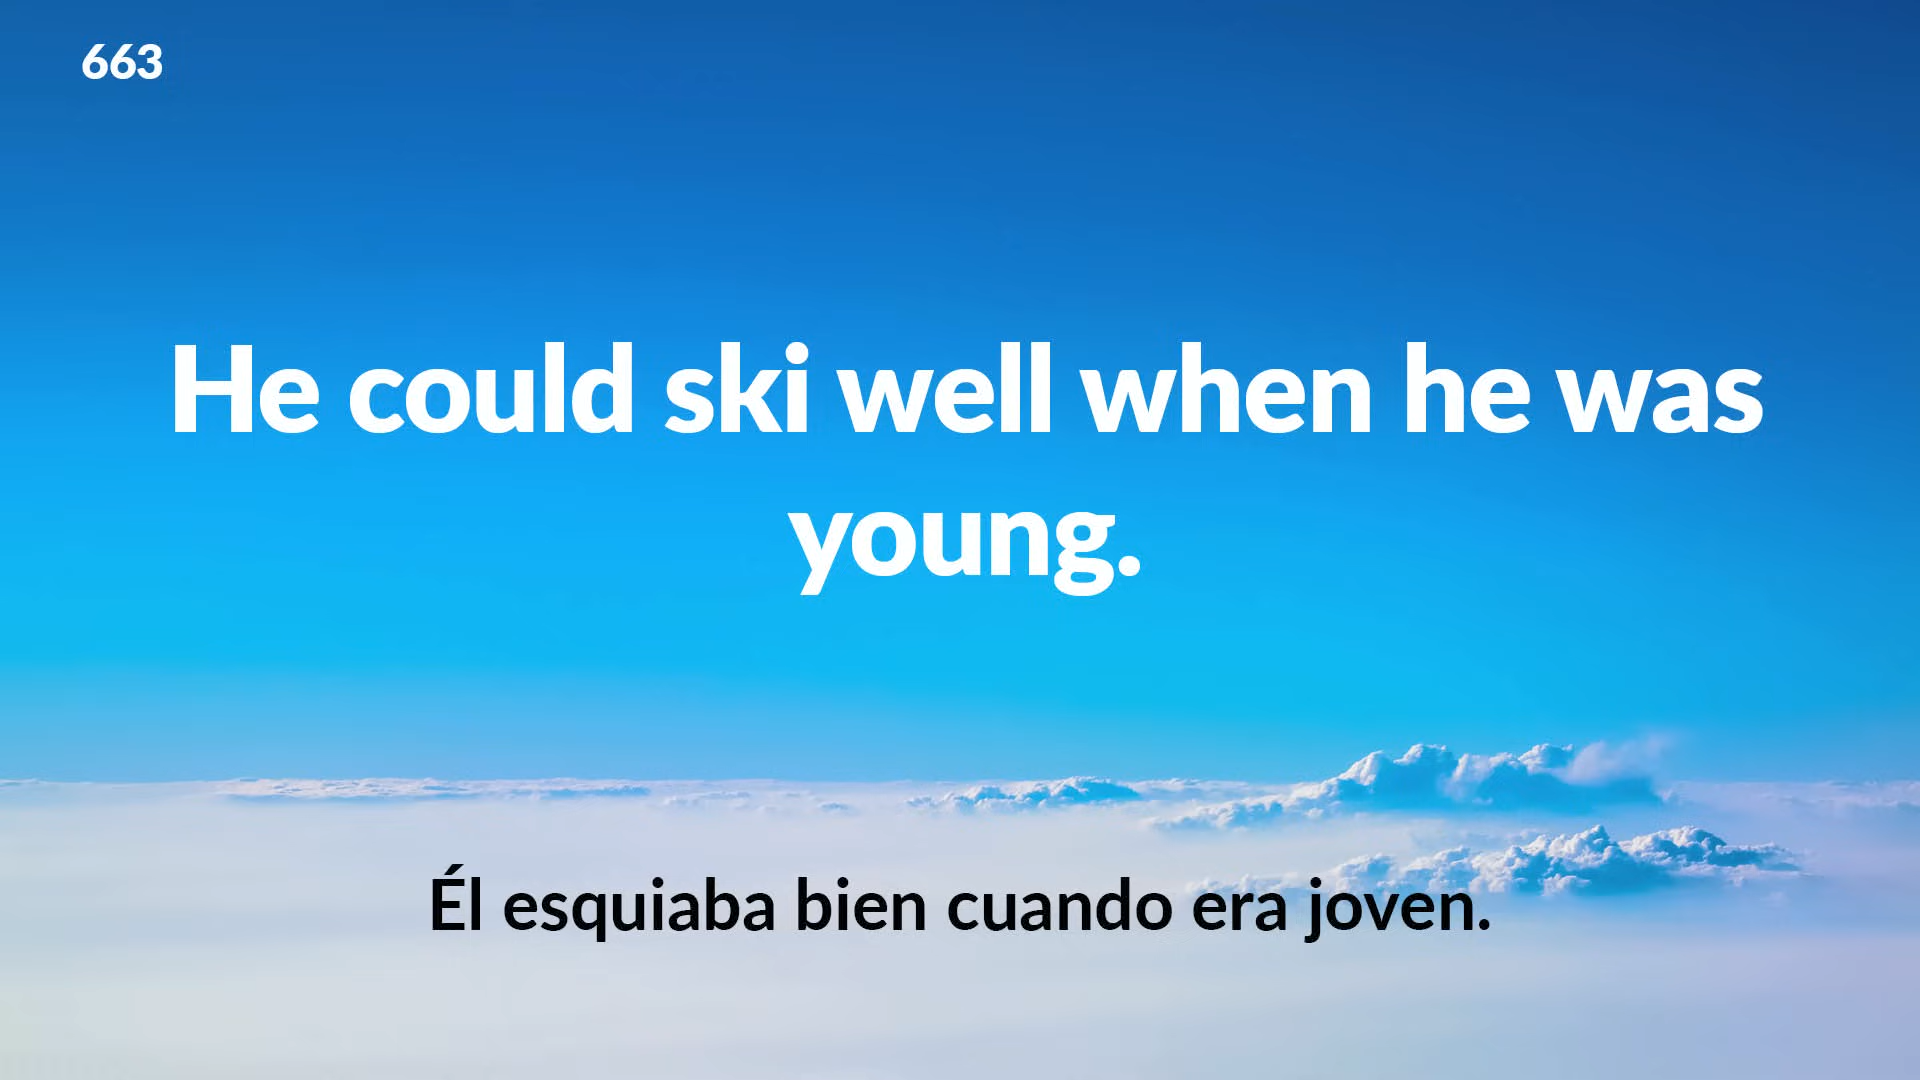 663
He could ski well when he was
young.
Él esquiaba bien cuando era joven.